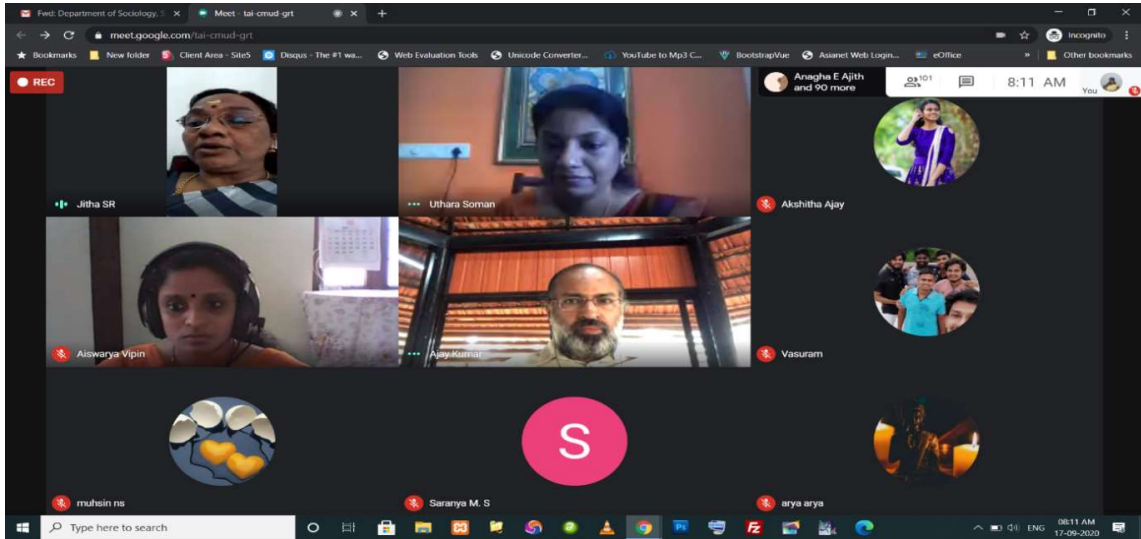 Fwd: Department of Sociology, S
Meet - tai-cmud-grt
meet.google.com/tai-cmud-grt
Incognito
Bookmarks
New folder
Client Area - Site5
Disqus - The #1 wa...
Web Evaluation Tools
Unicode Converter...
YouTube to Mp3 C...
BootstrapVue
Asianet Web Login...
eOffice
»
Other bookmarks
REC
Anagha E Ajith
and 90 more
101
8:11 AM
You
Jitha SR
Uthara Soman
Akshitha Ajay
Aiswarya Vipin
Ajay Kumar
Vasuram
S
muhsin ns
Saranya M. S
arya arya
Type here to search
Ps
Fz
ENG
08:11 AM
17-09-2020